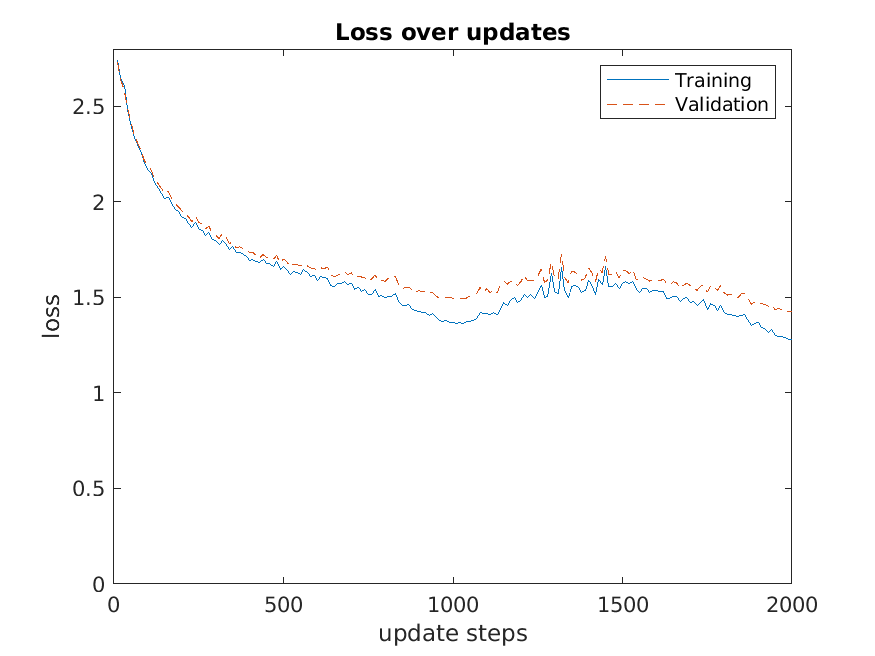 Loss over updates
Training
Validation
2.5
2
1.5
1
0.5
0
loss
0 500 1000 1500 2000
update steps